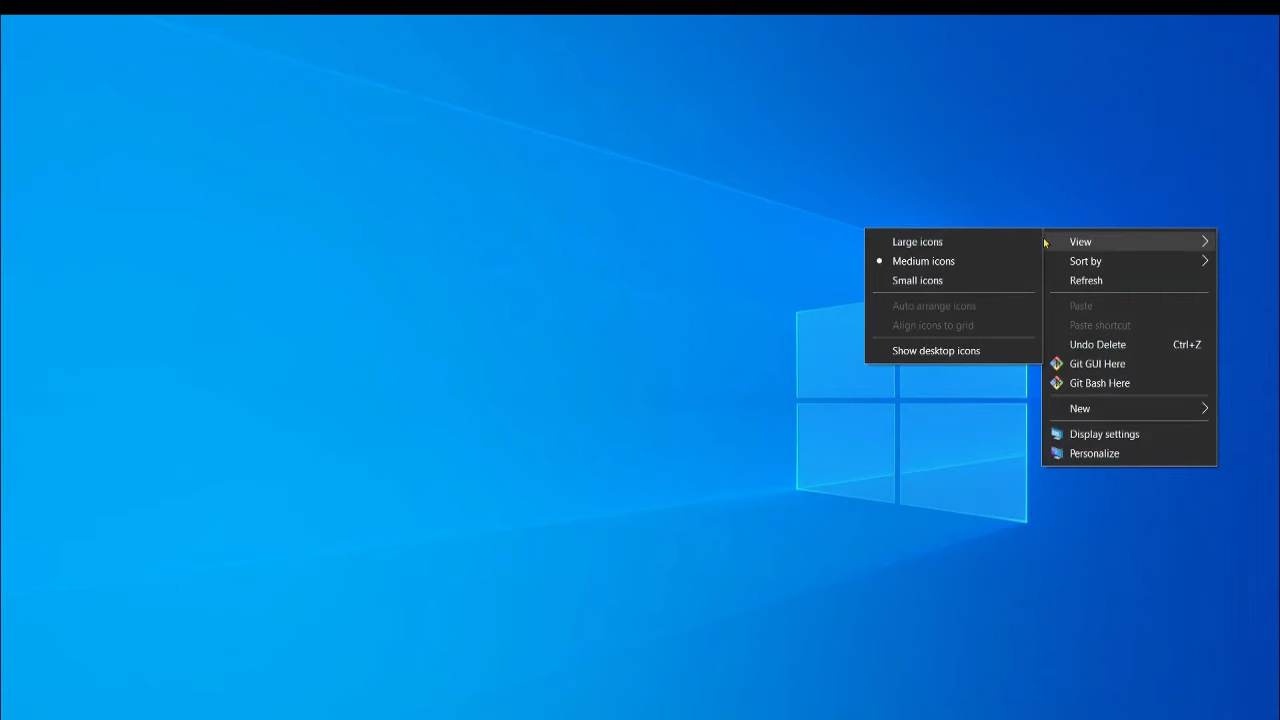 Large icons
Medium icons
Small icons
Auto arrange icons
Align icons to grid
Show desktop icons
View
Sort by
Refresh
Paste
Paste shortcut
Undo Delete Ctrl+Z
Git GUI Here
Git Bash Here
New
Display settings
Personalize